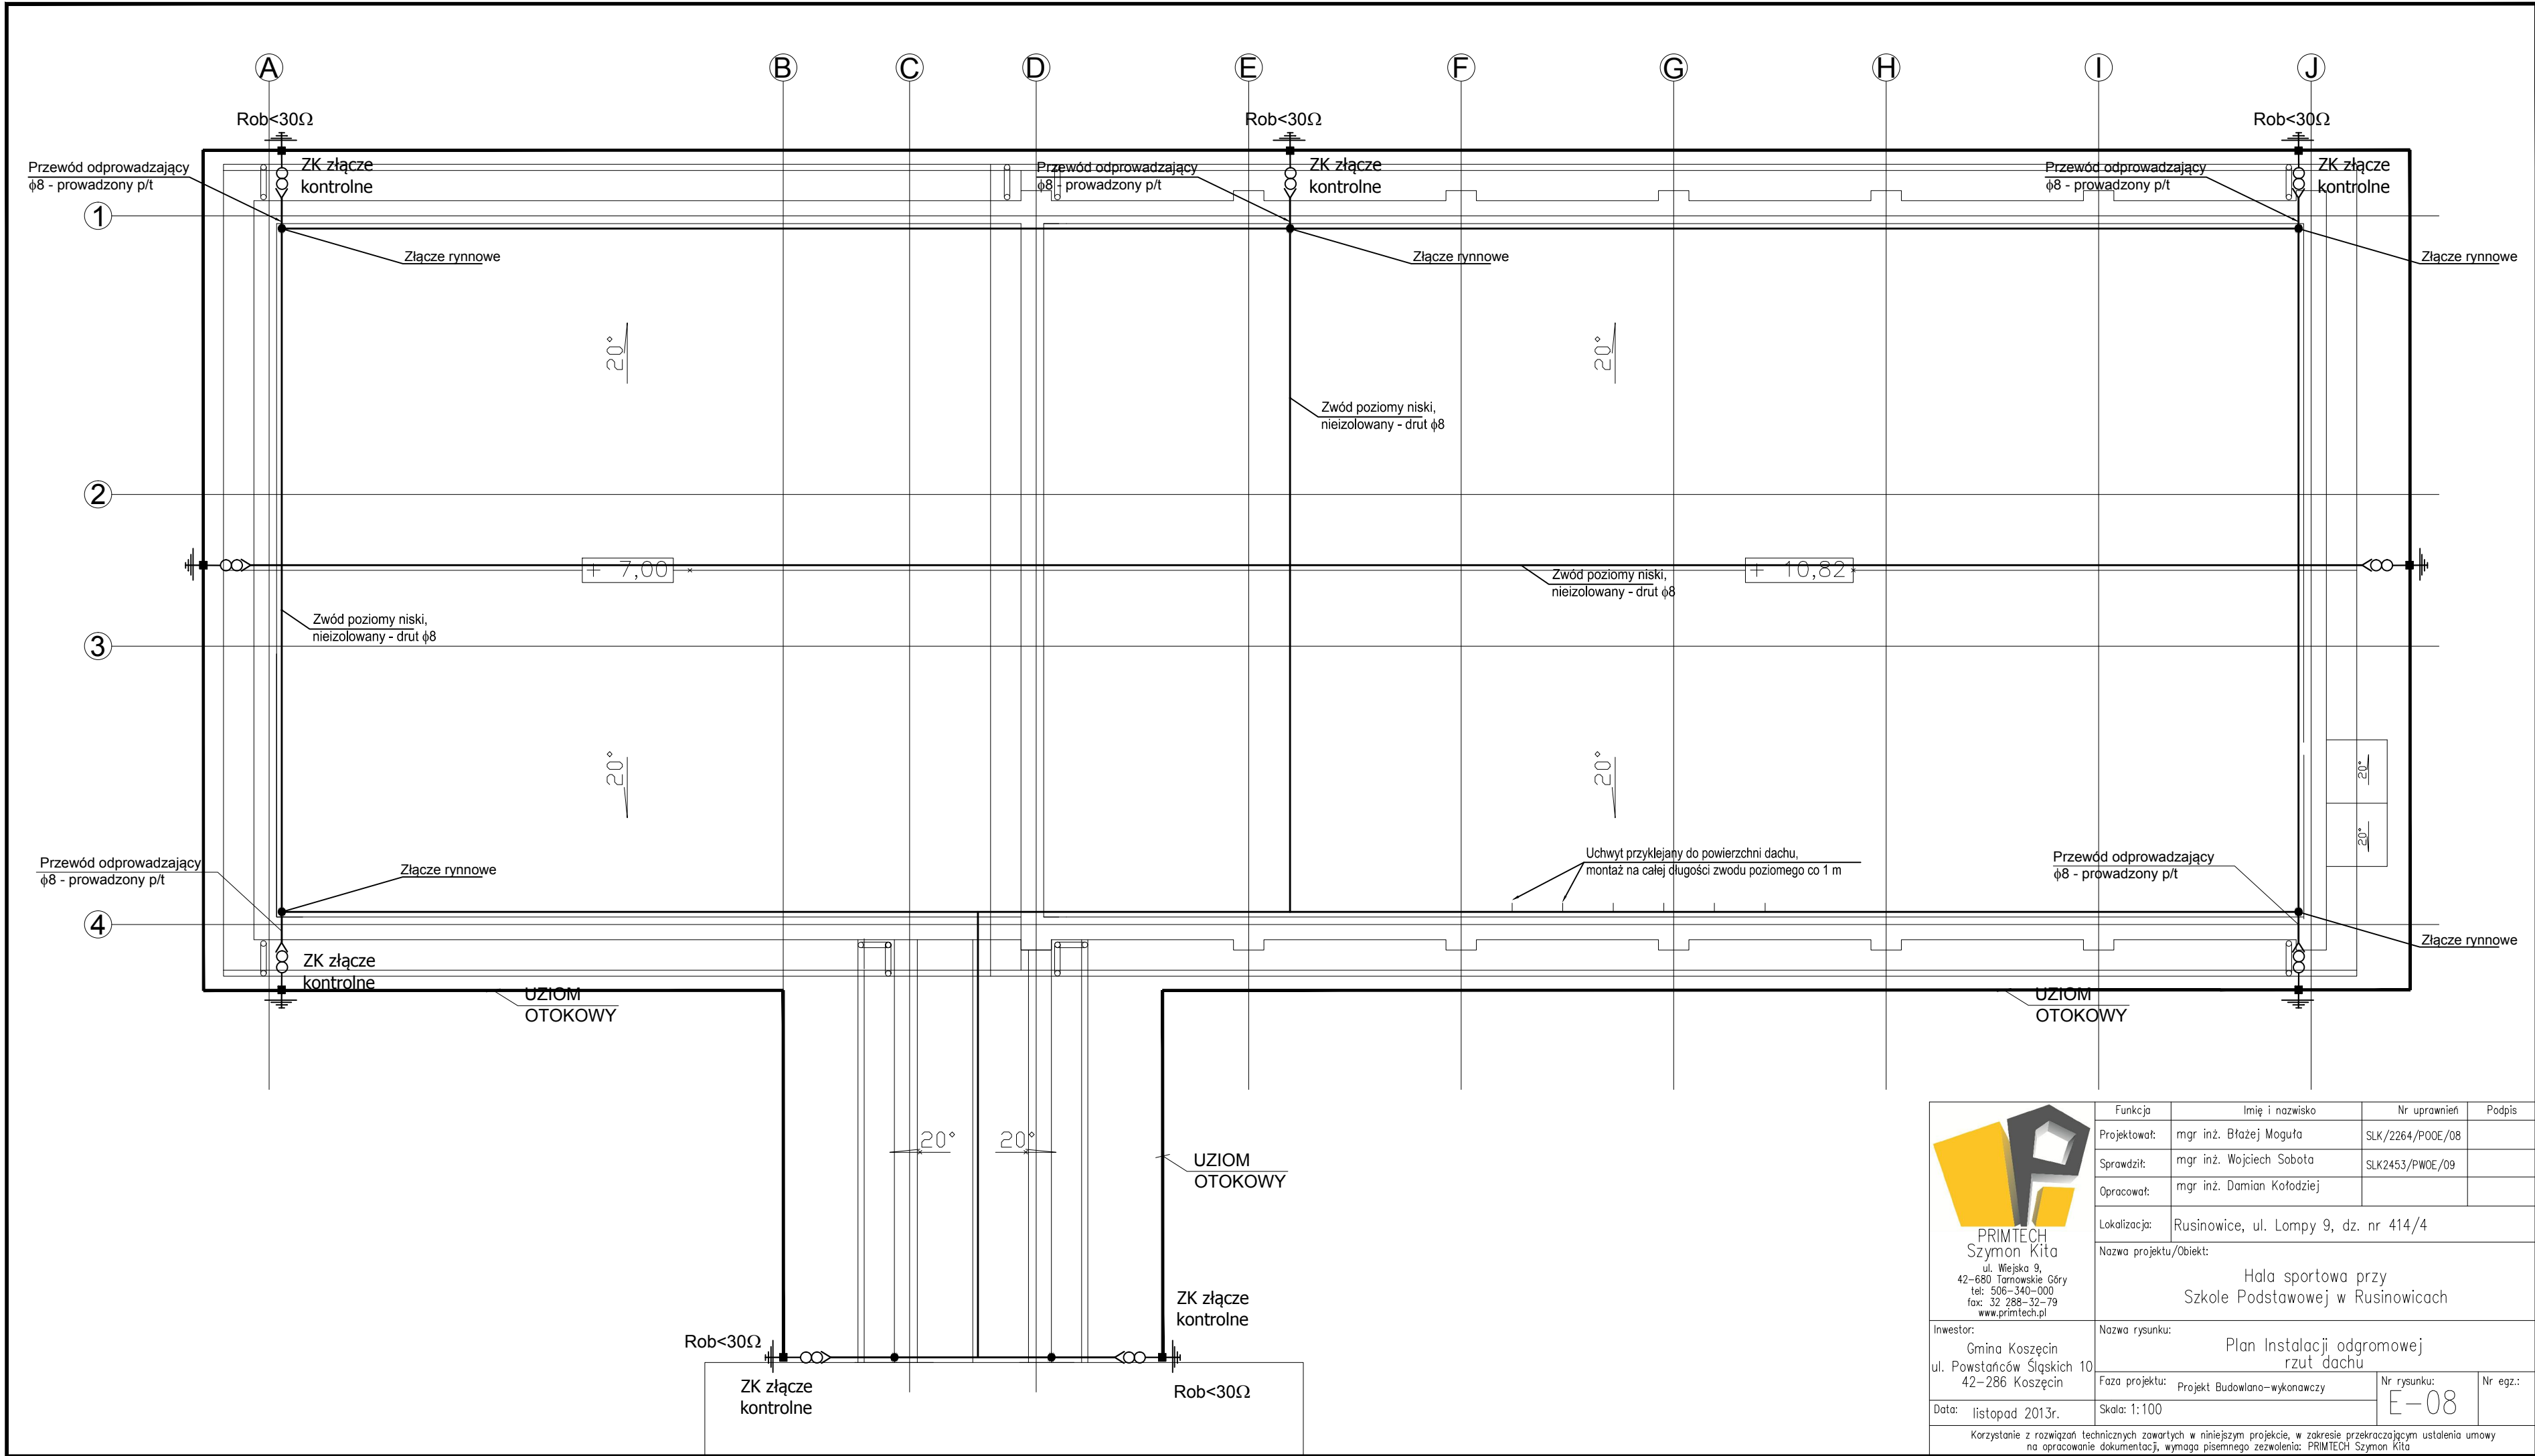 A
B
C
D
E
F
G
H
I
J
Rob<30Ω
Rob<30Ω
Rob<30Ω
Przewód odprowadzający
ϕ8 - prowadzony p/t
ZK złącze
kontrolne
Przewód odprowadzający
ϕ8 - prowadzony p/t
ZK złącze
kontrolne
Przewód odprowadzający
ϕ8 - prowadzony p/t
ZK złącze
kontrolne
1
Złącze rynnowe
Złącze rynnowe
Złącze rynnowe
20°
20°
Zwód poziomy niski,
nieizolowany - drut ϕ8
2
+ 7,00
Zwód poziomy niski,
nieizolowany - drut ϕ8
+ 10,82
Zwód poziomy niski,
nieizolowany - drut ϕ8
3
20°
20°
20°
20°
Przewód odprowadzający
ϕ8 - prowadzony p/t
Złącze rynnowe
Uchwyt przyklejany do powierzchni dachu,
montaż na całej długości zwodu poziomego co 1 m
Przewód odprowadzający
ϕ8 - prowadzony p/t
4
Złącze rynnowe
ZK złącze
kontrolne
UZIOM
OTOKOWY
UZIOM
OTOKOWY
20°
20°
UZIOM
OTOKOWY
ZK złącze
kontrolne
Rob<30Ω
ZK złącze
kontrolne
Rob<30Ω
PRIMTECH
Szymon Kita
ul. Wiejska 9,
42-680 Tarnowskie Góry
tel: 506-340-000
fax: 32 288-32-79
www.primtech.pl
Funkcja
Imię i nazwisko
Nr uprawnień
Podpis
Projektował:
mgr inż. Błażej Moguła
SLK/2264/POOE/08
Sprawdził:
mgr inż. Wojciech Sobota
SLK2453/PWOE/09
Opracował:
mgr inż. Damian Kołodziej
Lokalizacja:
Rusinowice, ul. Lompy 9, dz. nr 414/4
Nazwa projektu/Obiekt:
Hala sportowa przy
Szkole Podstawowej w Rusinowicach
Inwestor:
Gmina Koszęcin
ul. Powstańców Śląskich 10
42-286 Koszęcin
Nazwa rysunku:
Plan Instalacji odgromowej
rzut dachu
Faza projektu:
Projekt Budowlano-wykonawczy
Nr rysunku:
E-08
Nr egz.:
Data:
listopad 2013r.
Skala: 1:100
Korzystanie z rozwiązań technicznych zawartych w niniejszym projekcie, w zakresie przekraczającym ustalenia umowy
na opracowanie dokumentacji, wymaga pisemnego zezwolenia: PRIMTECH Szymon Kita